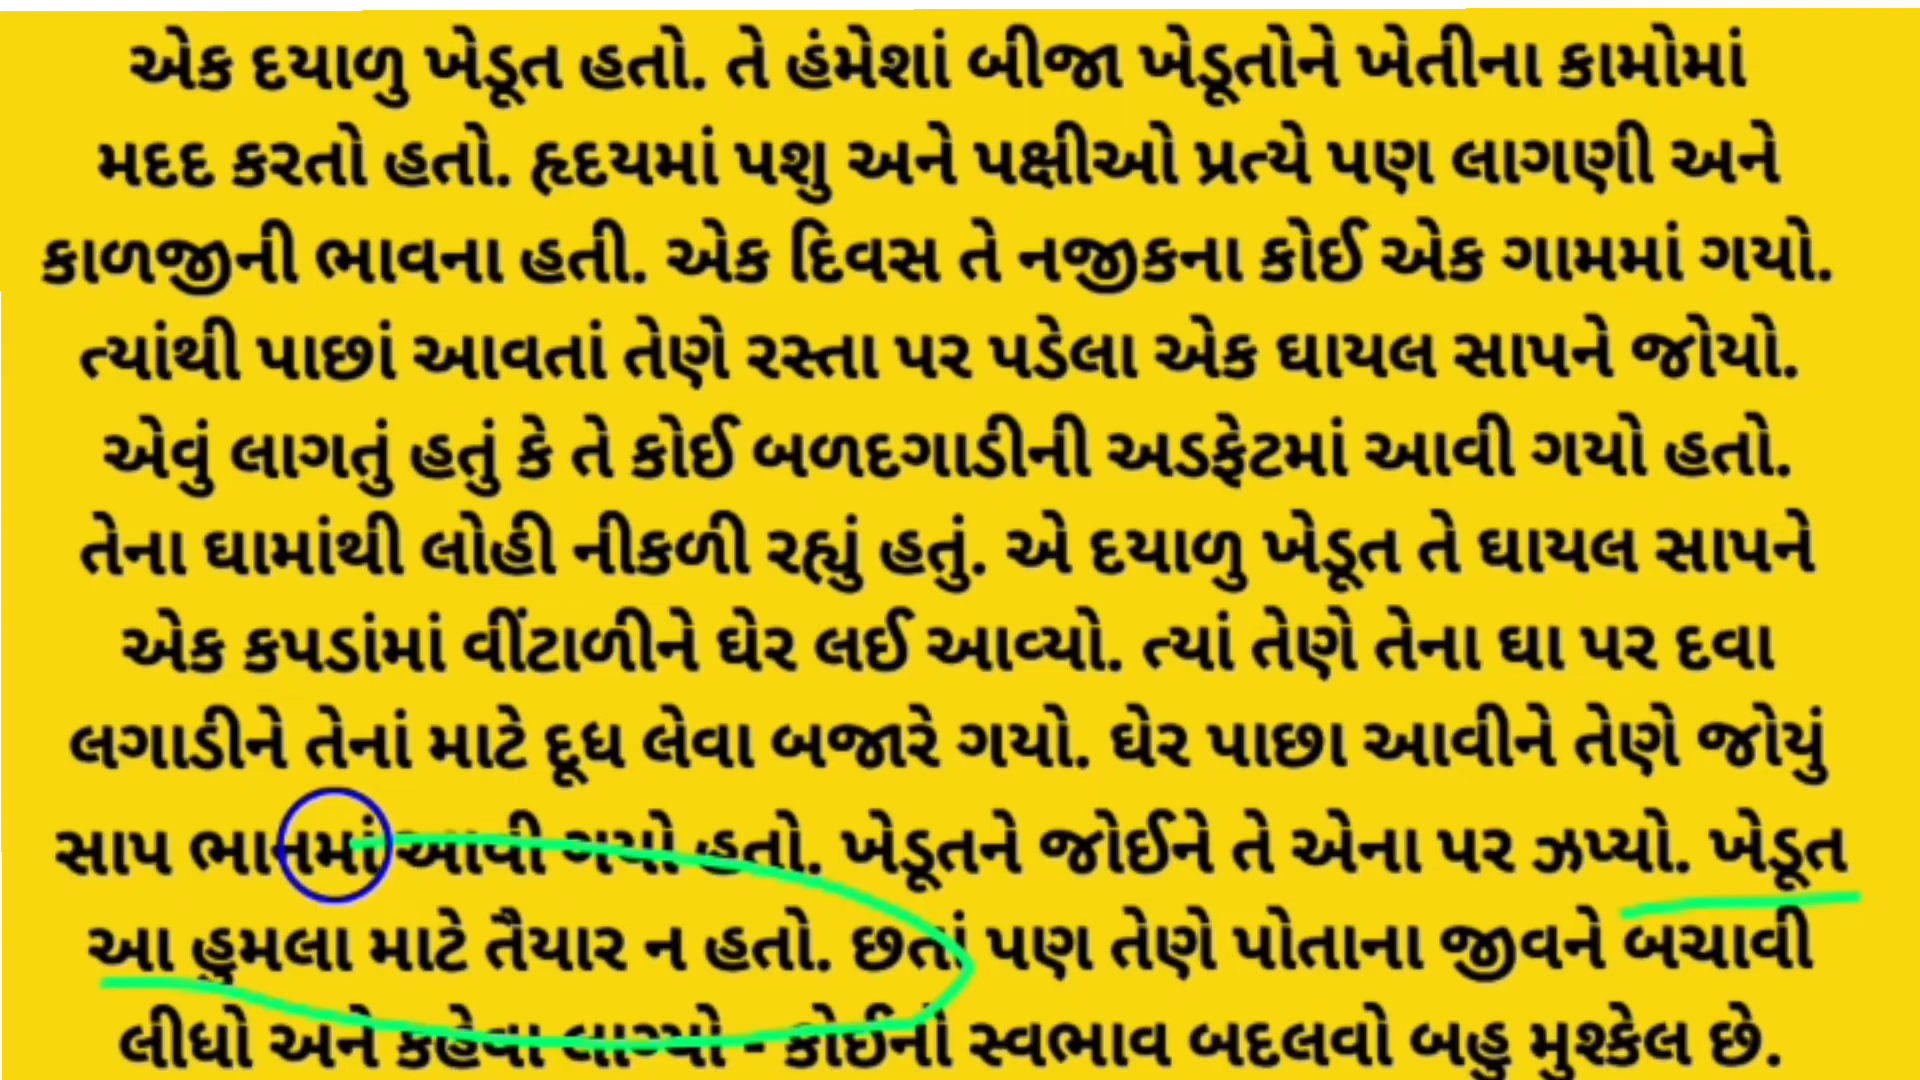 એક દયાળુ ખેડૂત હતો. તે હંમેશાં બીજા ખેડૂતોને ખેતીના કામોમાં
મદદ કરતો હતો. હૃદયમાં પશુ અને પક્ષીઓ પ્રત્યે પણ લાગણી અને
કાળજીની ભાવના હતી. એક દિવસ તે નજીકના કોઈ એક ગામમાં ગયો.
ત્યાંથી પાછાં આવતાં તેણે રસ્તા પર પડેલા એક ઘાયલ સાપને જોયો.
એવું લાગતું હતું કે તે કોઈ બળદગાડીની અડફેટમાં આવી ગયો હતો.
તેના ઘામાંથી લોહી નીકળી રહ્યું હતું. એ દયાળુ ખેડૂત તે ઘાયલ સાપને
એક કપડાંમાં વીંટાળીને ઘેર લઈ આવ્યો. ત્યાં તેણે તેના ઘા પર દવા
લગાડીને તેનાં માટે દૂધ લેવા બજારે ગયો. ઘેર પાછા આવીને તેણે જોયું
સાપ ભાનમાં આવી ગયો હતો. ખેડૂતને જોઈને તે એના પર ઝપ્યો. ખેડૂત
આ હુમલા માટે તૈયાર ન હતો. છતાં પણ તેણે પોતાના જીવને બચાવી
લીધો અને કહેવા લાગ્યો - કોઈનો સ્વભાવ બદલવો બહુ મુશ્કેલ છે.